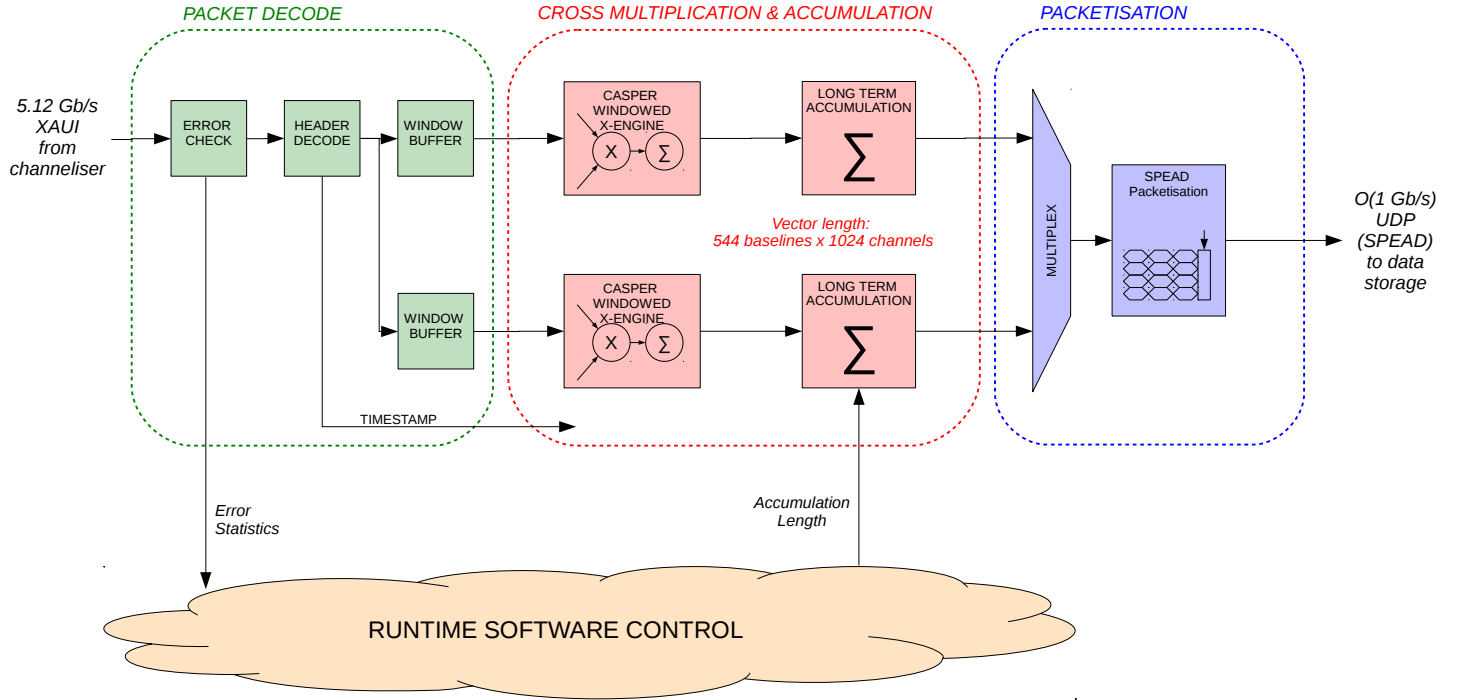 PACKET DECODE
CROSS MULTIPLICATION & ACCUMULATION
PACKETISATION
5.12 Gb/s
XAUI
from
channeliser
ERROR
CHECK
HEADER
DECODE
WINDOW
BUFFER
CASPER
WINDOWED
X-ENGINE
X
Σ
LONG TERM
ACCUMULATION
Σ
Vector length:
544 baselines x 1024 channels
WINDOW
BUFFER
CASPER
WINDOWED
X-ENGINE
X
Σ
LONG TERM
ACCUMULATION
Σ
MULTIPLEX
SPEAD
Packetisation
O(1 Gb/s)
UDP
(SPEAD)
to data
storage
TIMESTAMP
Error
Statistics
Accumulation
Length
RUNTIME SOFTWARE CONTROL